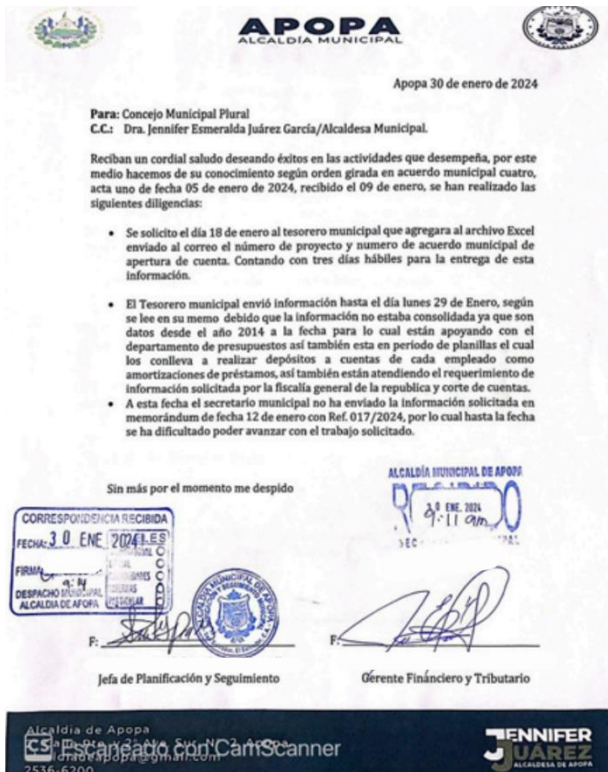 APOPA
ALCALDÍA MUNICIPAL
Apopa 30 de enero de 2024
Para: Concejo Municipal Plural
C.C.: Dra. Jennifer Esmeralda Juárez García/Alcaldesa Municipal.
Reciban un cordial saludo deseando éxitos en las actividades que desempeña, por este
medio hacemos de su conocimiento según orden girada en acuerdo municipal cuatro,
acta uno de fecha 05 de enero de 2024, recibido el 09 de enero, se han realizado las
siguientes diligencias:
• Se solicito el día 18 de enero al tesorero municipal que agregara al archivo Excel
enviado al correo el número de proyecto y numero de acuerdo municipal de
apertura de cuenta. Contando con tres días hábiles para la entrega de esta
información.
• El Tesorero municipal envió información hasta el día lunes 29 de Enero, según
se lee en su memo debido que la información no estaba consolidada ya que son
datos desde el año 2014 a la fecha para lo cual están apoyando con el
departamento de presupuestos así también esta en periodo de planillas el cual
los conlleva a realizar depósitos a cuentas de cada empleado como
amortizaciones de préstamos, así también están atendiendo el requerimiento de
información solicitada por la fiscalía general de la republica y corte de cuentas.
• A esta fecha el secretario municipal no ha enviado la información solicitada en
memorándum de fecha 12 de enero con Ref. 017/2024, por lo cual hasta la fecha
se ha dificultado poder avanzar con el trabajo solicitado.
Sin más por el momento me despido
ALCALDÍA MUNICIPAL DE APOPA
RECIBIDO
30 ENE. 2024
9:11 am
CORRESPONDENCIA RECIBIDA
FECHA: 30 ENE 2024
FIRMA:
9:14
DESPACHO MUNICIPAL
ALCALDIA DE APOPA
F:
F:
Jefa de Planificación y Seguimiento
Gerente Financiero y Tributario
Alcaldia de Apopa
CS Escaneado con CamScanner
2536-6200
JENNIFER
JUÁREZ
ALCALDESA DE APOPA